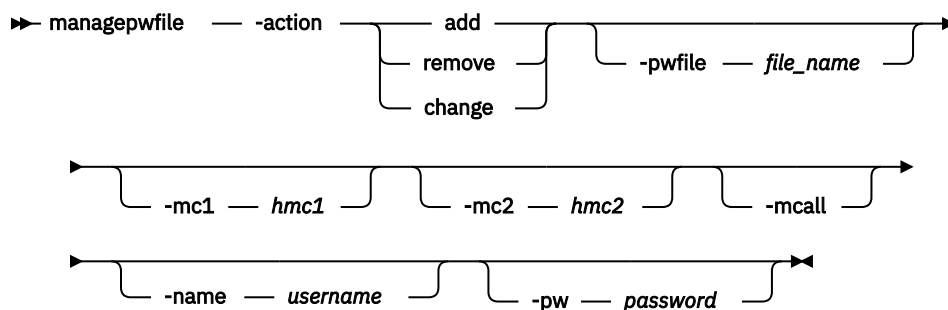 managepwfile -action add
remove -pwfile file_name
change
-mc1 hmc1 -mc2 hmc2 -mcall
-name username -pw password